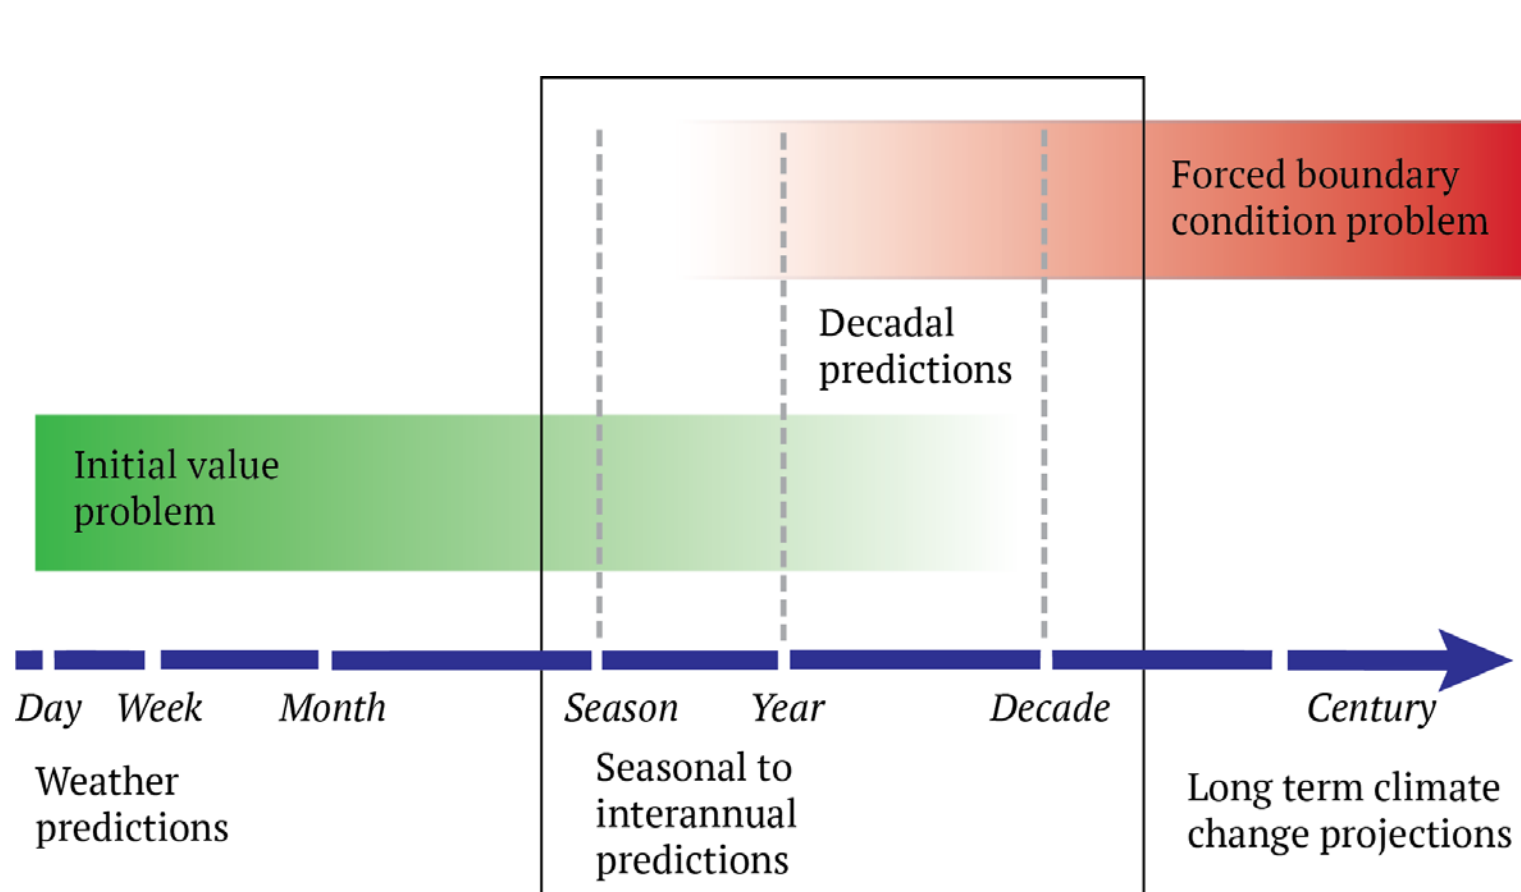 Forced boundary
condition problem
Decadal
predictions
Initial value
problem
Day Week Month Season Year Decade Century
Weather
predictions
Seasonal to
interannual
predictions
Long term climate
change projections